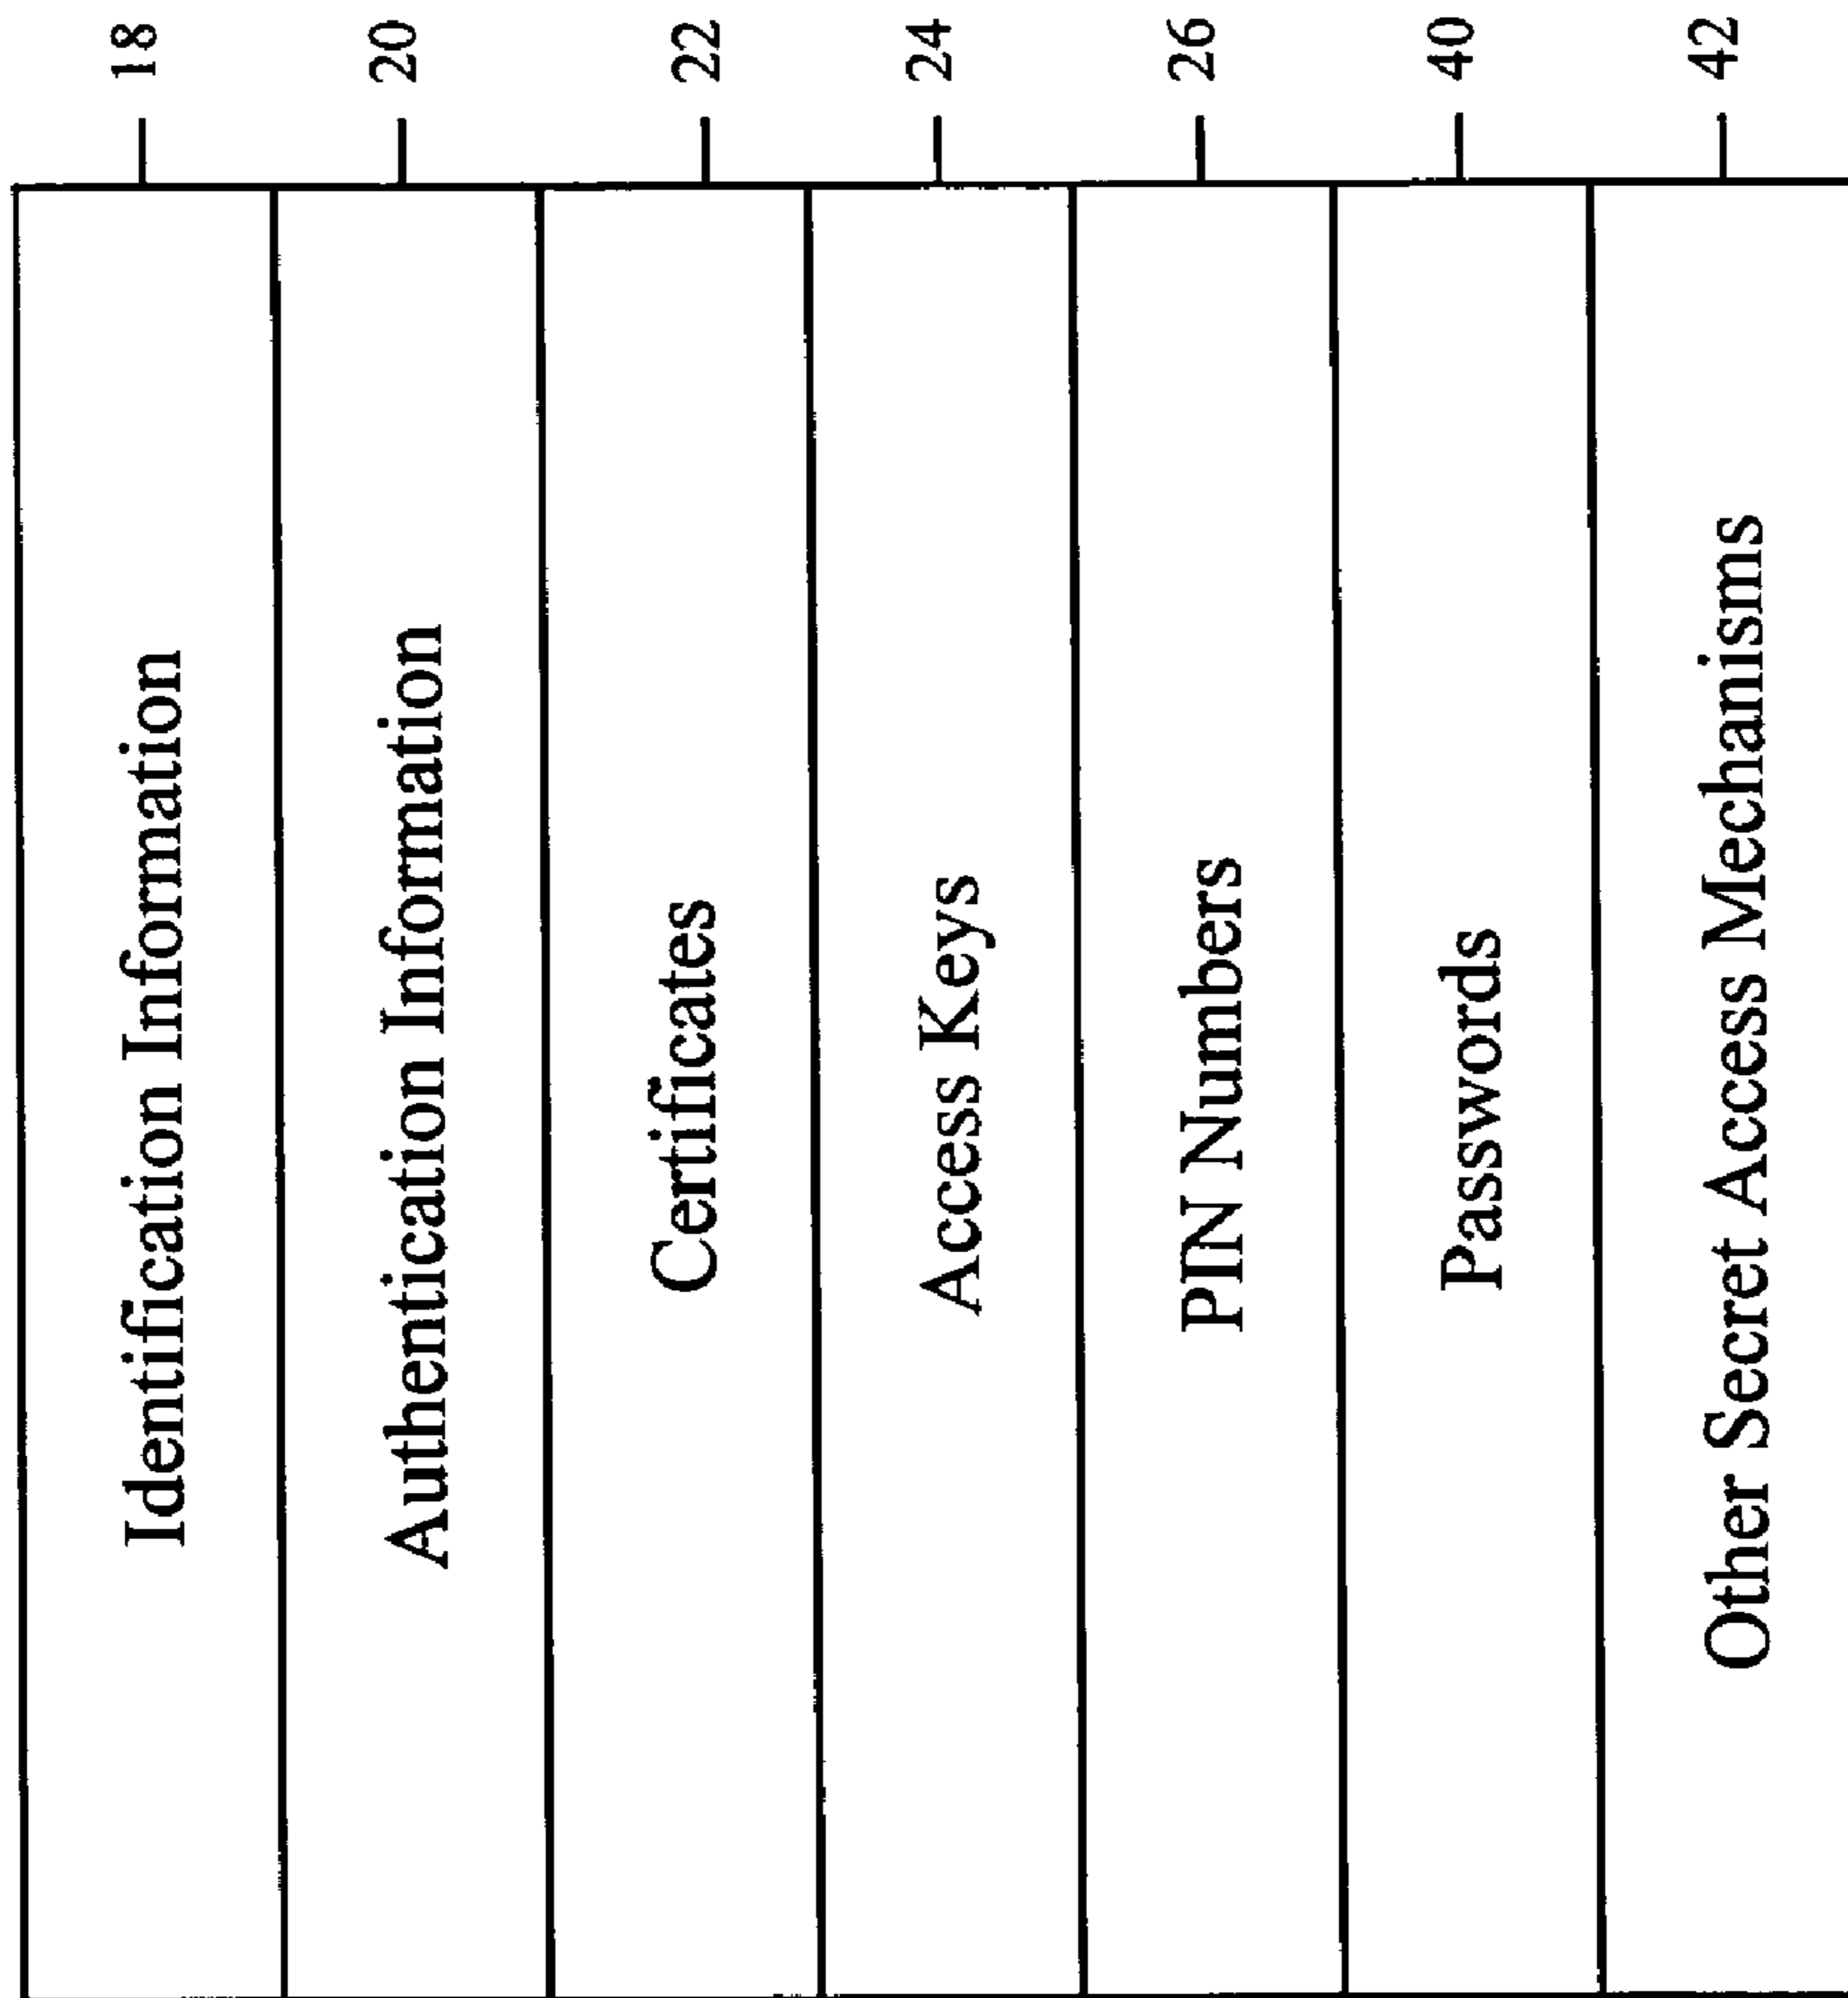 Identification Information 18
Authentication Information 20
Certificates 22
Access Keys 24
PIN Numbers 26
Passwords 40
Other Secret Access Mechanisms 42